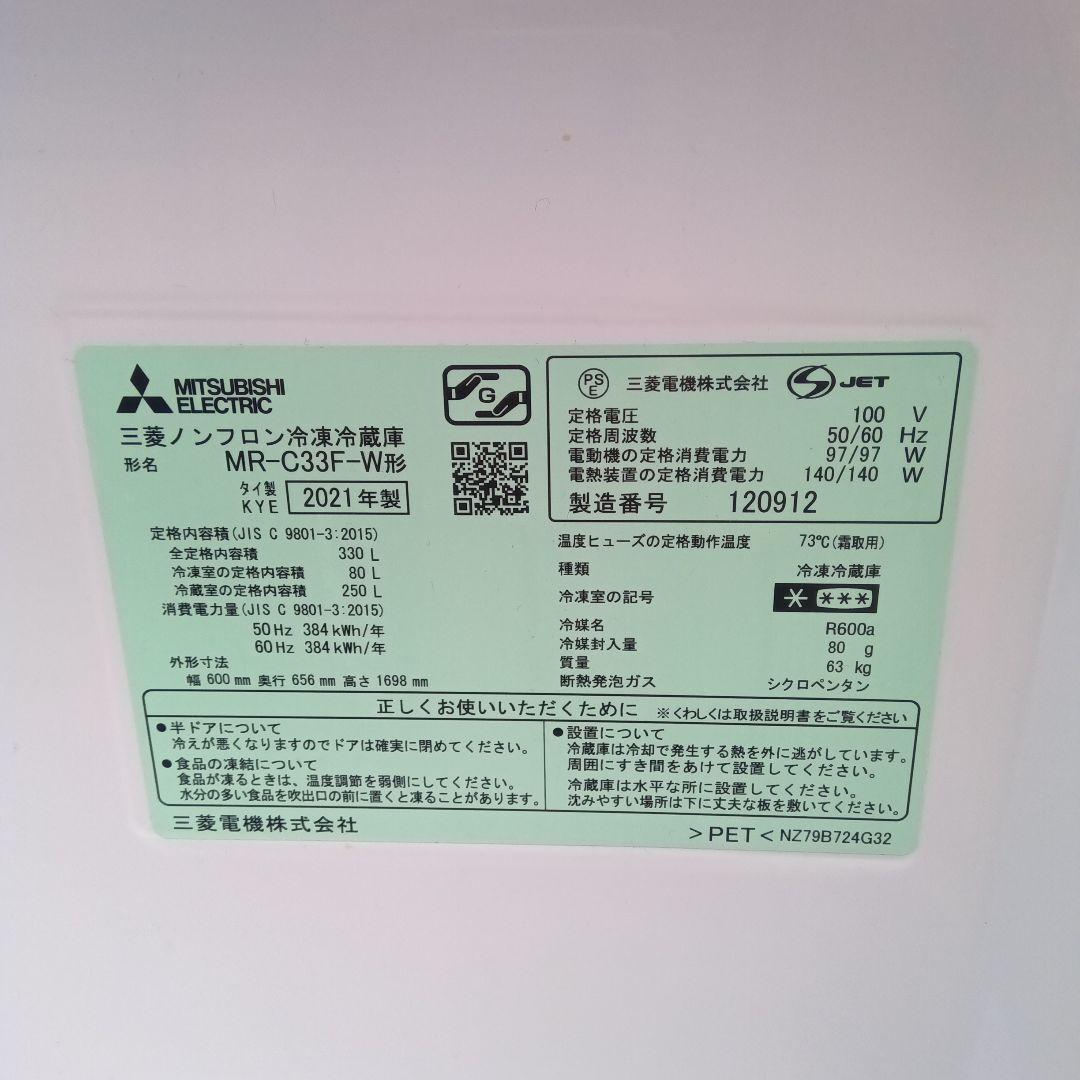 MITSUBISHI
ELECTRIC
G
三菱ノンフロン冷凍冷蔵庫
形名 MR-C33F-W形
タイ製
KYE
2021年製
PS
E
三菱電機株式会社 S JET
定格電圧 100 V
定格周波数 50/60 Hz
電動機の定格消費電力 97/97 W
電熱装置の定格消費電力 140/140 W
製造番号 120912
定格内容積(JIS C 9801-3:2015)
全定格内容積 330 L
冷凍室の定格内容積 80 L
冷蔵室の定格内容積 250 L
消費電力量(JIS C 9801-3:2015)
50Hz 384kWh/年
60Hz 384kWh/年
外形寸法
幅 600 mm 奥行 656 mm 高さ 1698 mm
温度ヒューズの定格動作温度 73℃(霜取用)
種類 冷凍冷蔵庫
冷凍室の記号 * ***
冷媒名 R600a
冷媒封入量 80 g
質量 63 kg
断熱発泡ガス シクロペンタン
正しくお使いいただくために ※くわしくは取扱説明書をご覧ください
●半ドアについて
冷えが悪くなりますのでドアは確実に閉めてください。
●食品の凍結について
食品が凍るときは、温度調節を弱側にしてください。
水分の多い食品を吹出口の前に置くと凍ることがあります。
●設置について
冷蔵庫は冷却で発生する熱を外に逃がしています。
周囲にすき間をあけて設置してください。
冷蔵庫は水平な所に設置してください。
沈みやすい場所は下に丈夫な板を敷いてください。
三菱電機株式会社
>PET< NZ79B724G32